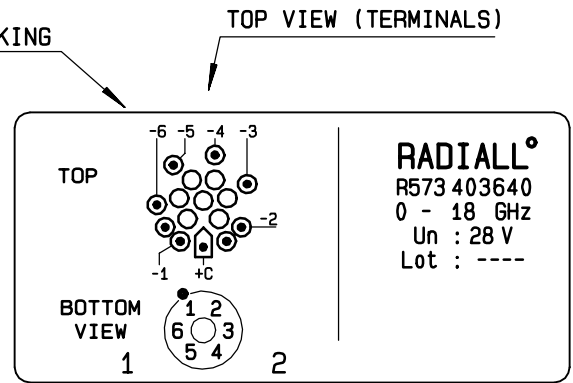 TOP VIEW (TERMINALS)
KING
-6 -5 -4 -3
TOP
-2
-1 +C
BOTTOM
VIEW
1 2
6 3
5 4
1 2
RADIALL°
R573 403640
0 - 18 GHz
Un : 28 V
Lot : ----